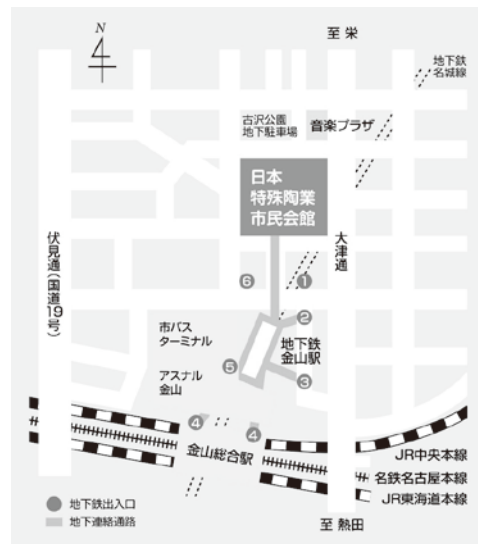 N
至 栄
地下鉄
名城線
古沢公園
地下駐車場
音楽プラザ
日本
特殊陶業
市民会館
伏見通(国道19号)
大津通
⑥
①
②
市バス
ターミナル
地下鉄
金山駅
⑤
③
アスナル
金山
④
④
金山総合駅
JR中央本線
名鉄名古屋本線
JR東海道本線
地下鉄出入口
地下連絡通路
至 熱田